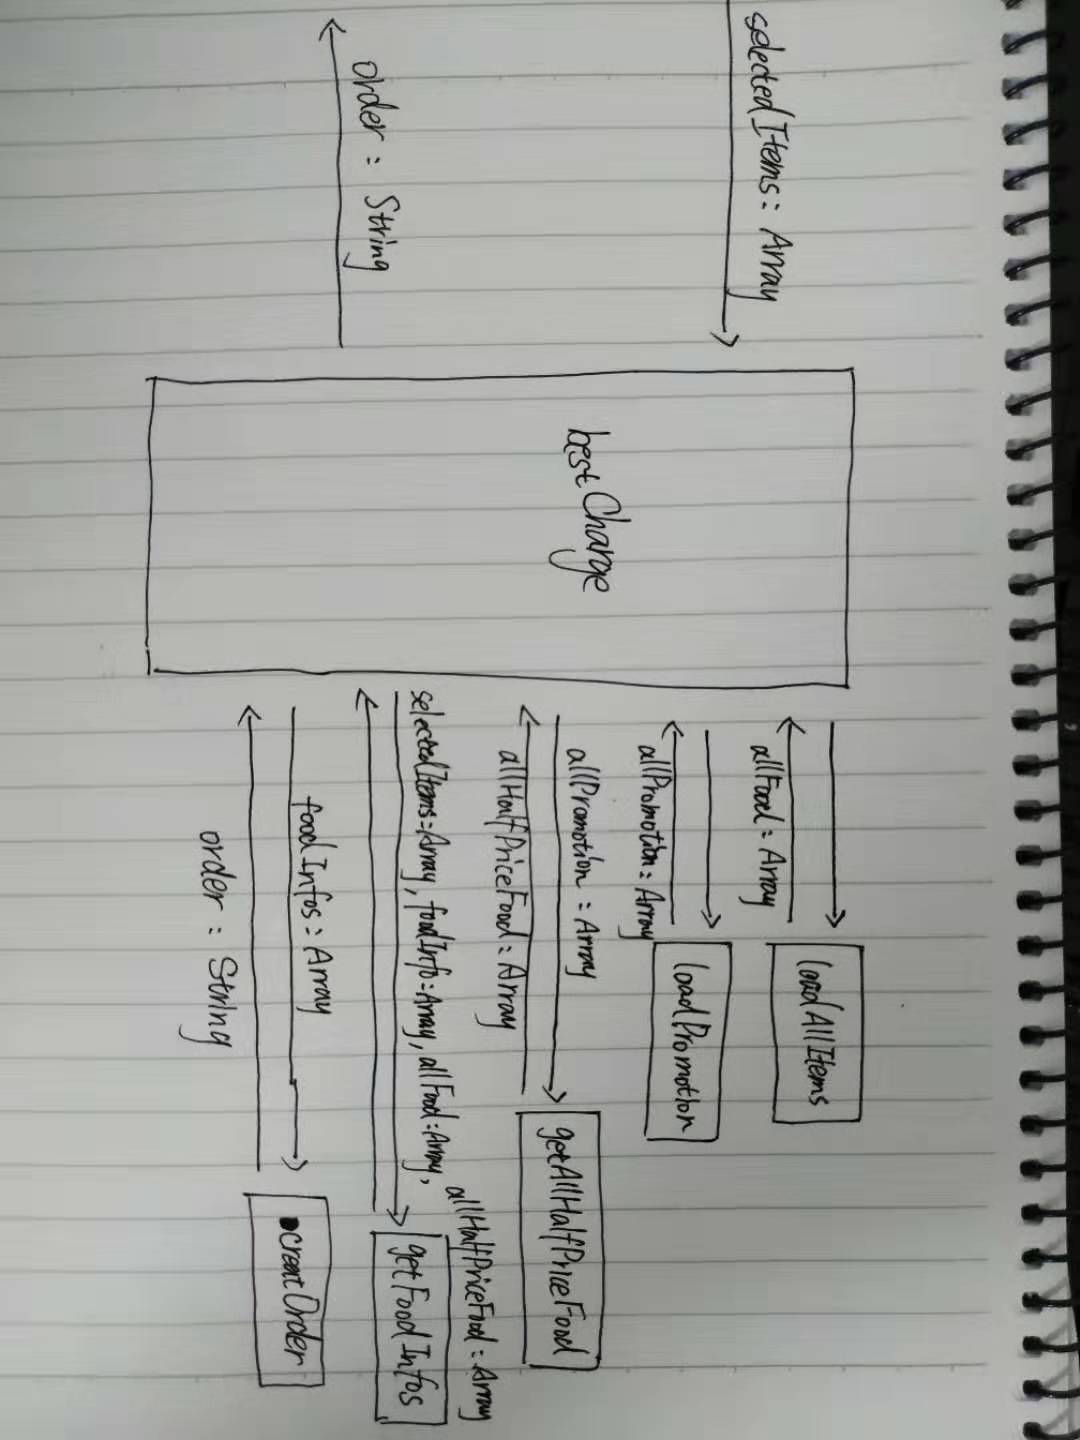 selectedItems: Array
order: String
bestCharge
allFood: Array
loadAllItems
allPromotion: Array
loadPromotion
allPromotion: Array
allHalfPriceFood: Array
getAllHalfPriceFood
selectedItems: Array, foodInfo: Array, allFood: Array,
allHalfPriceFood: Array
getFoodInfos
foodInfos: Array
order: String
creatOrder